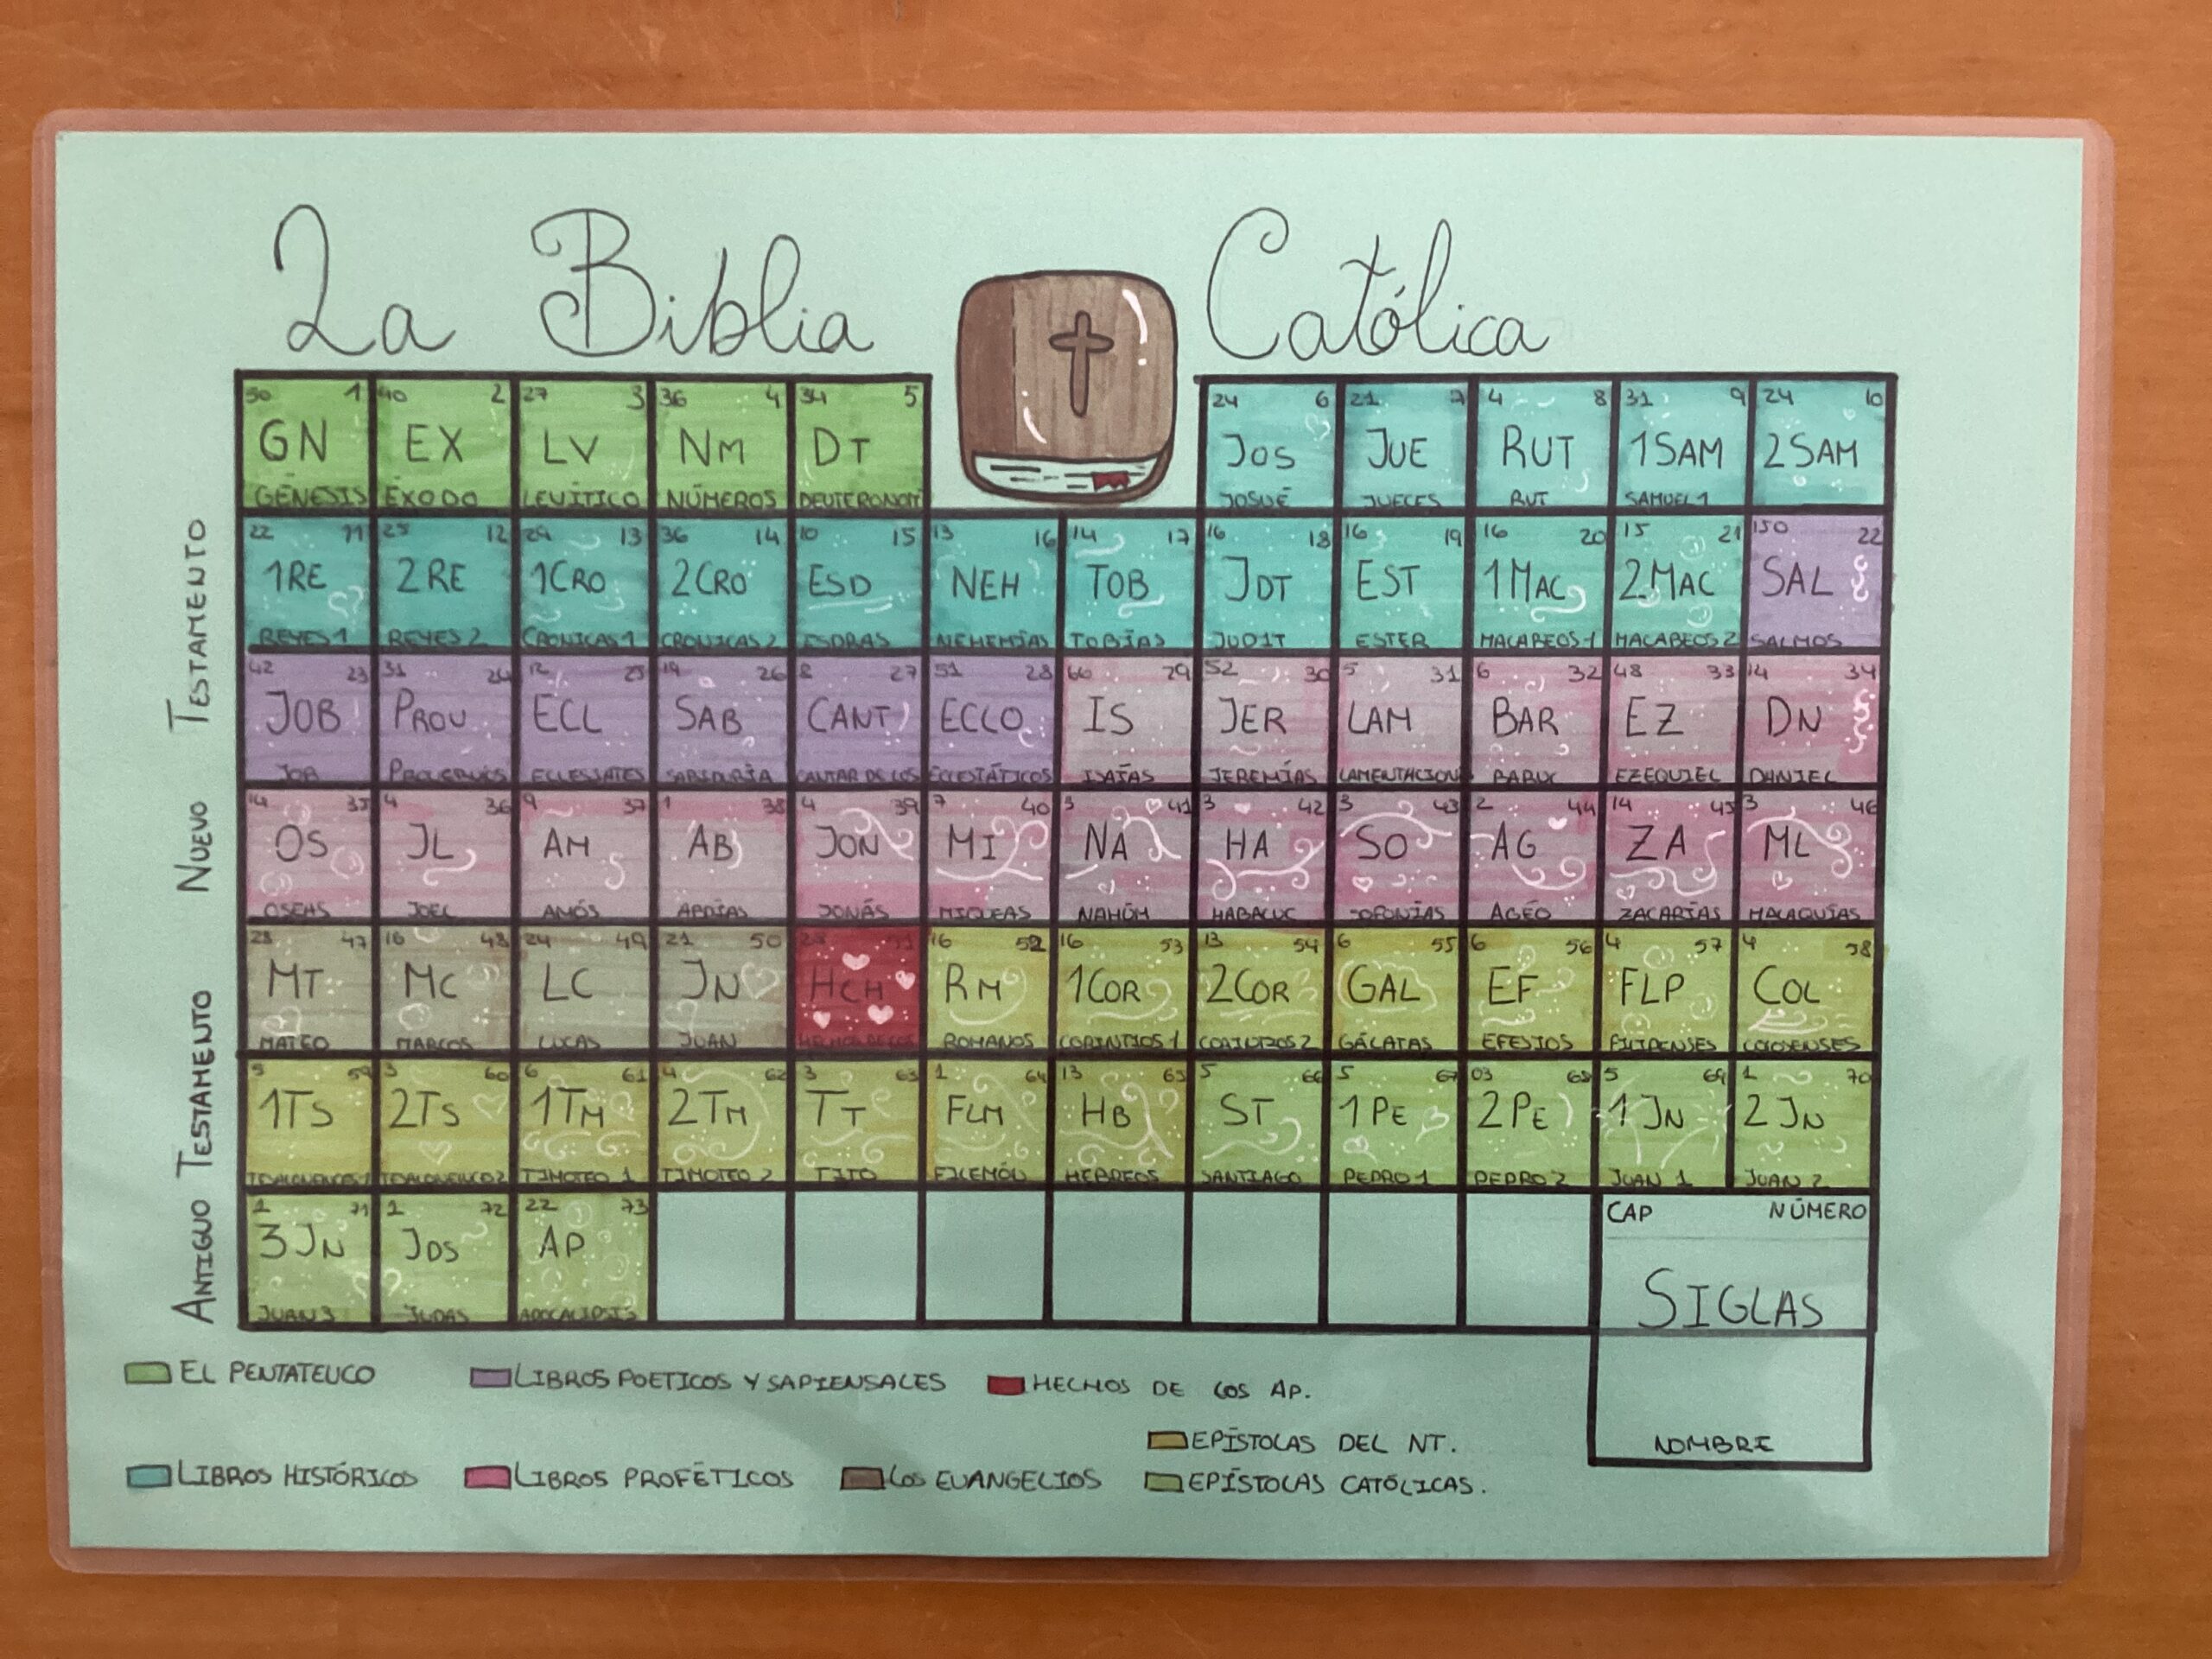 La Biblia Católica
50 1 40 2 27 3 36 4 34 5 24 6 21 7 4 8 31 9 24 10
GN EX LV NM DT JOS JUE RUT 1SAM 2SAM
GÉNESIS ÉXODO LEVÍTICO NÚMEROS JOSUÉ JUECES RUT SAMUEL 1
22 11 25 12 29 13 36 14 10 15 13 16 14 17 16 18 16 19 16 20 15 21 150 22
1RE 2RE 1CRO 2CRO ESD NEH TOB JDT EST 1MAC 2MAC SAL
REYES 1 REYES 2 CRONICAS 1 CRONICAS 2 ESDRAS NEHEMÍAS TOBÍAS JUDIT ESTER MACABEOS 1 MACABEOS 2 SALMOS
42 23 31 24 12 25 19 26 8 27 51 28 66 29 52 30 5 31 6 32 48 33 14 34
JOB PROV ECL SAB CANT ECCO IS JER LAM BAR EZ DN
JOB SABIDURÍA CANTAR DE LOS ISAÍAS JEREMÍAS BARUC EZEQUIEL DANIEL
14 35 4 36 9 37 1 38 4 39 7 40 3 41 3 42 3 43 2 44 14 45 3 46
OS JL AM AB JON MI NA HA SO AG ZA ML
OSEAS JOEL AMÓS ABDÍAS JONÁS MIQUEAS NAHÚM HABACUC SOFONÍAS AGÉO ZACARÍAS MALAQUÍAS
28 47 16 48 24 49 21 50 28 51 16 52 16 53 13 54 6 55 6 56 4 57 4 58
MT MC LC JN HCH RM 1COR 2COR GAL EF FLP COL
MATEO MARCOS LUCAS JUAN HECHOS DE LOS ROMANOS CORINTIOS 1 GÁLATAS EFESIOS FILIPENSES COLOSENSES
5 59 3 60 6 61 4 62 3 63 1 64 13 65 5 66 5 67 03 68 5 69 1 70
1TS 2TS 1TM 2TM TT FLM HB ST 1PE 2PE 1JN 2JN
TIMOTEO 1 TIMOTEO 2 TITO FILEMÓN HEBREOS SANTIAGO PEDRO 1 PEDRO 2 JUAN 1 JUAN 2
1 71 1 72 22 73
3JN JDS AP
JUAN 3 JUDAS APOCALIPSIS
CAP NÚMERO
SIGLAS
NOMBRE
ANTIGUO TESTAMENTO NUEVO TESTAMENTO
EL PENTATEUCO
LIBROS POETICOS Y SAPIENSALES
HECHOS DE LOS AP.
EPÍSTOLAS DEL NT.
LIBROS HISTÓRICOS
LIBROS PROFÉTICOS
LOS EVANGELIOS
EPÍSTOLAS CATÓLICAS.